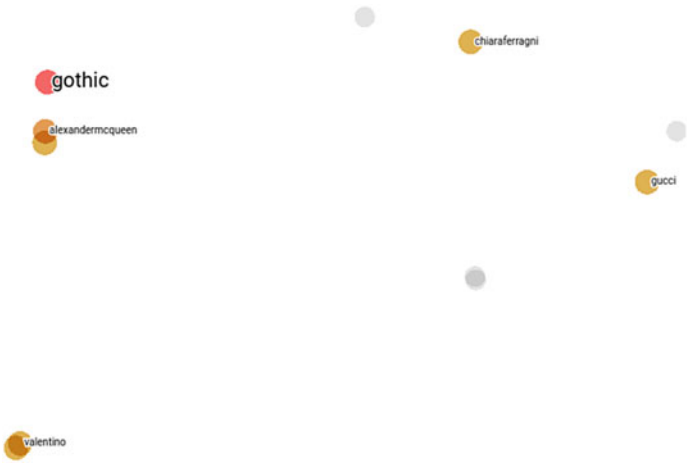 chiaraferragni
gothic
alexandermcqueen
gucci
valentino